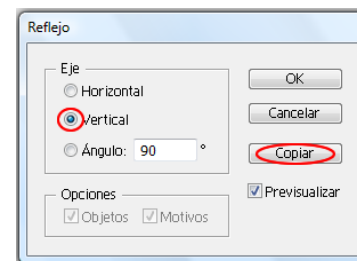 Reflejo
Eje
Horizontal
Vertical
Ángulo: 90 °
Opciones
Objetos Motivos
OK
Cancelar
Copiar
Previsualizar